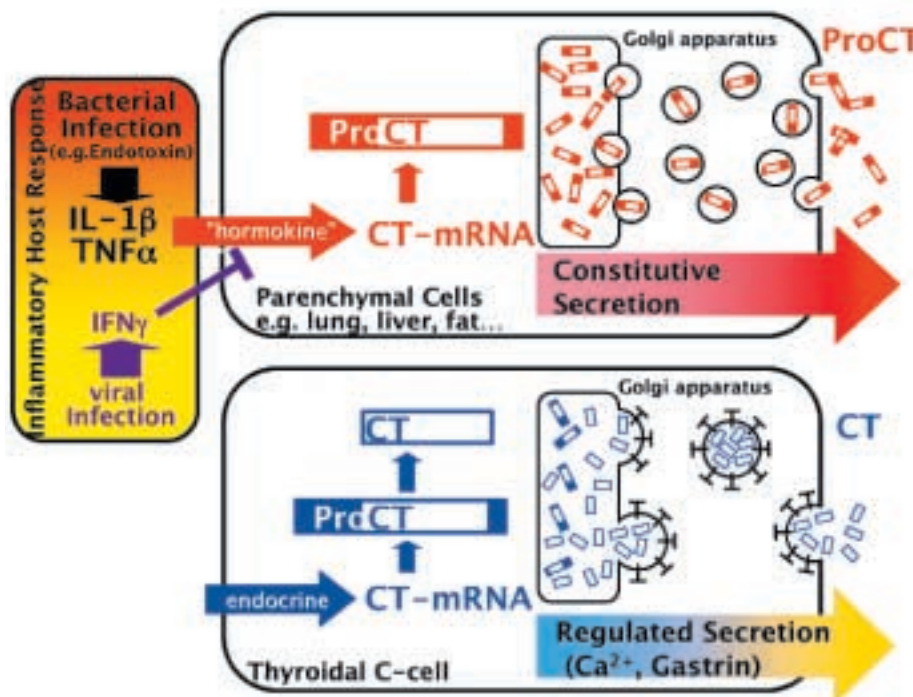 Inflammatory Host Response
Bacterial
Infection
(e.g.Endotoxin)
IL-1β
TNFα
IFNγ
viral
Infection
"hormokine"
ProCT
CT-mRNA
Parenchymal Cells
e.g. lung, liver, fat...
Golgi apparatus
ProCT
Constitutive
Secretion
CT
ProCT
endocrine
CT-mRNA
Thyroidal C-cell
Golgi apparatus
CT
Regulated Secretion
(Ca²⁺, Gastrin)